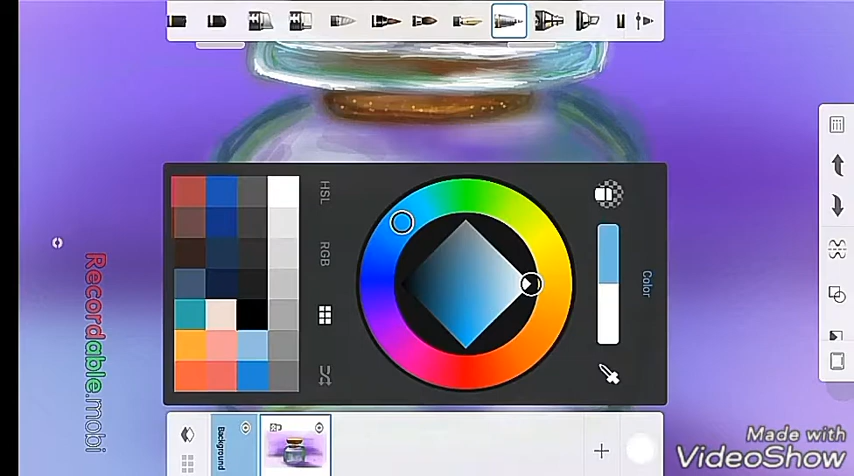 HSL
RGB
Color
Background
Recordable.mobi
Made with
VideoShow